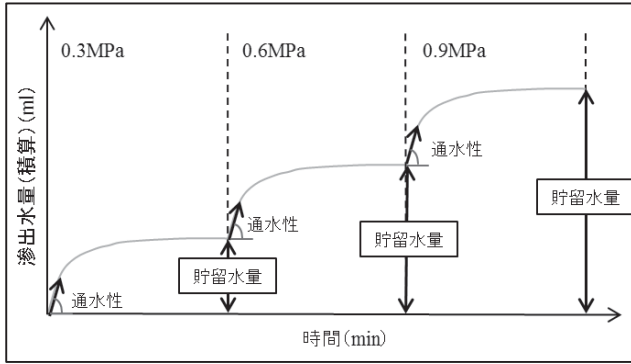 0.3MPa
0.6MPa
0.9MPa
滲出水量(積算)(ml)
通水性
通水性
通水性
貯留水量
貯留水量
貯留水量
時間(min)